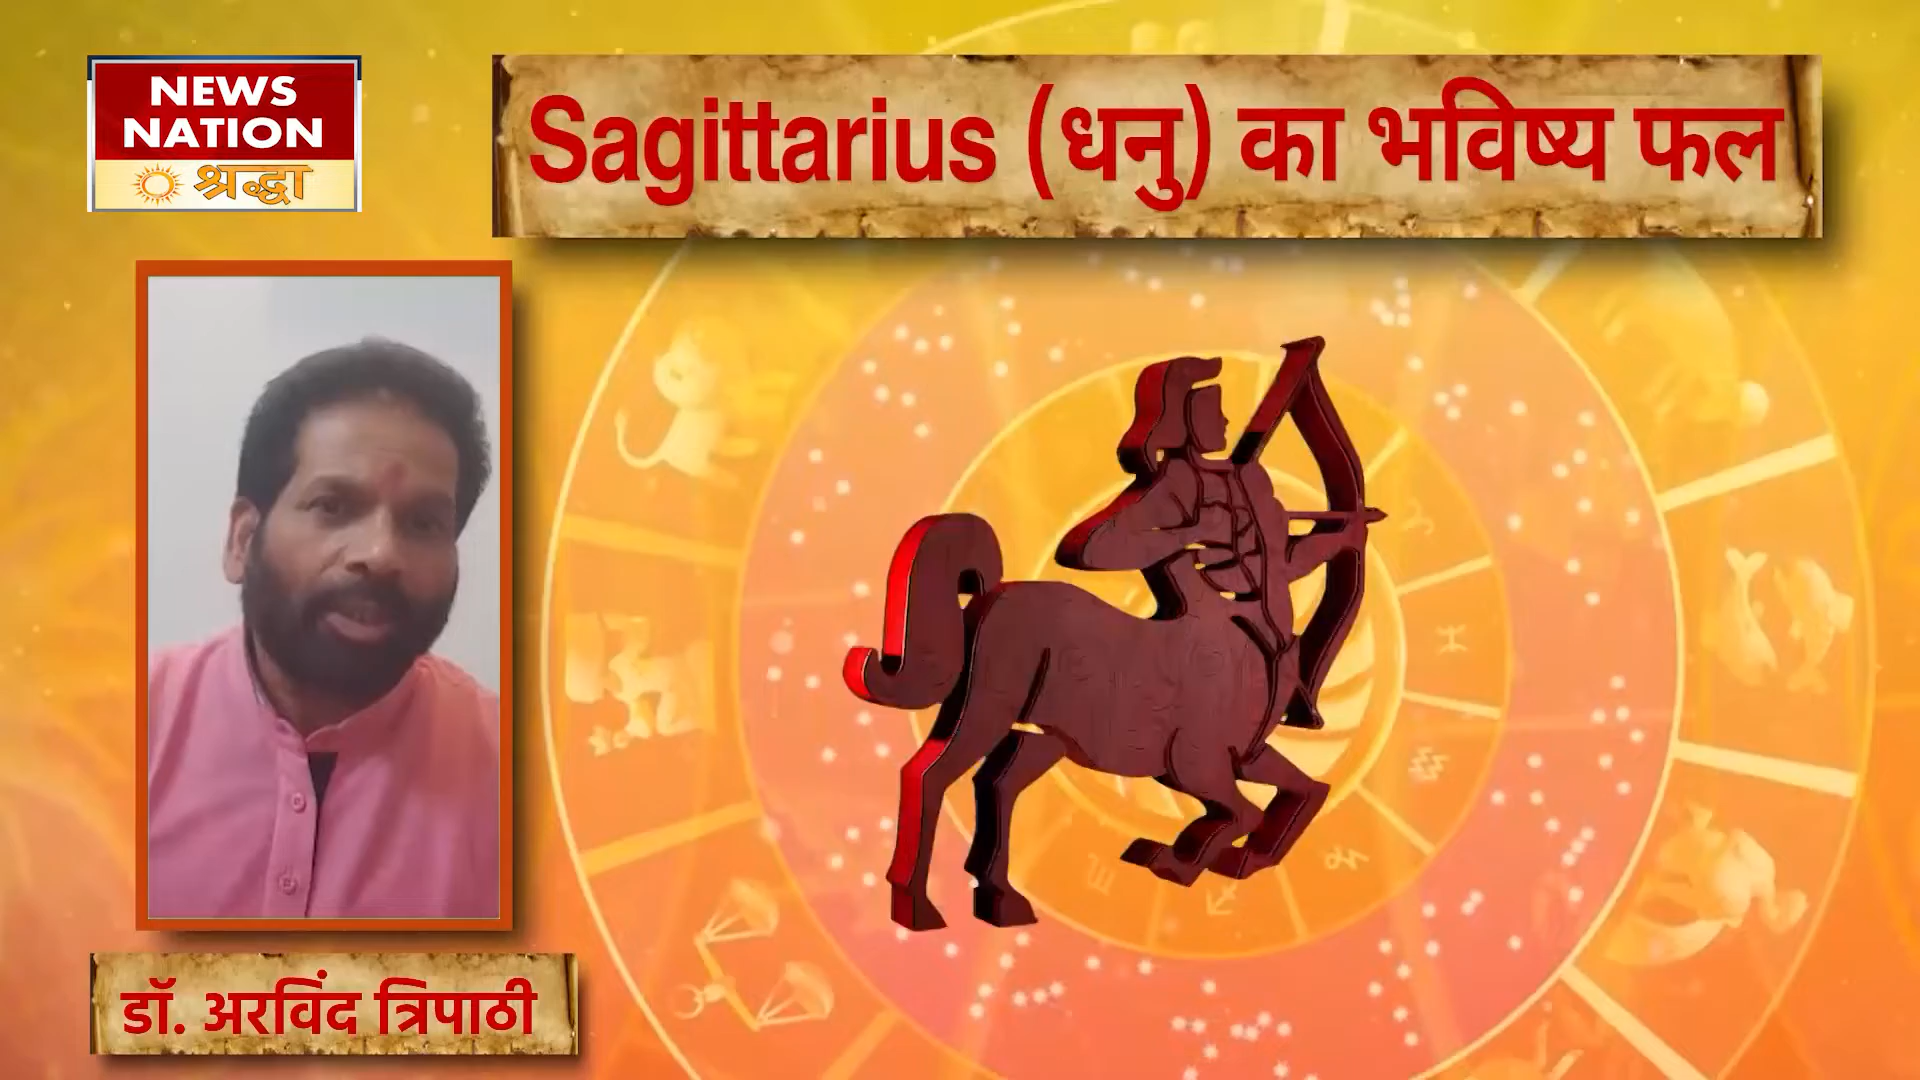 NEWS
NATION
श्रद्धा
Sagittarius (धनु) का भविष्य फल
डॉ. अरविंद त्रिपाठी